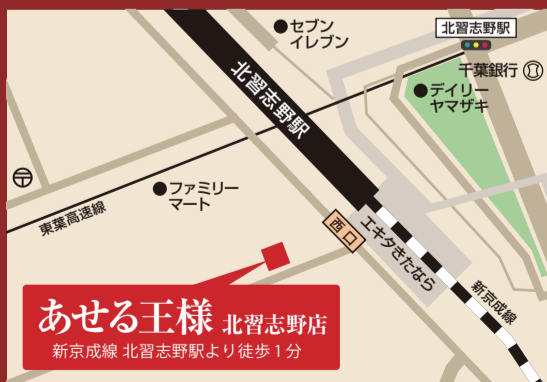 セブン
イレブン
北習志野駅
千葉銀行
デイリー
ヤマザキ
北習志野駅
ファミリー
マート
東葉高速線
西口
エキタきたなら
新京成線
あせる王様 北習志野店
新京成線 北習志野駅より徒歩1分